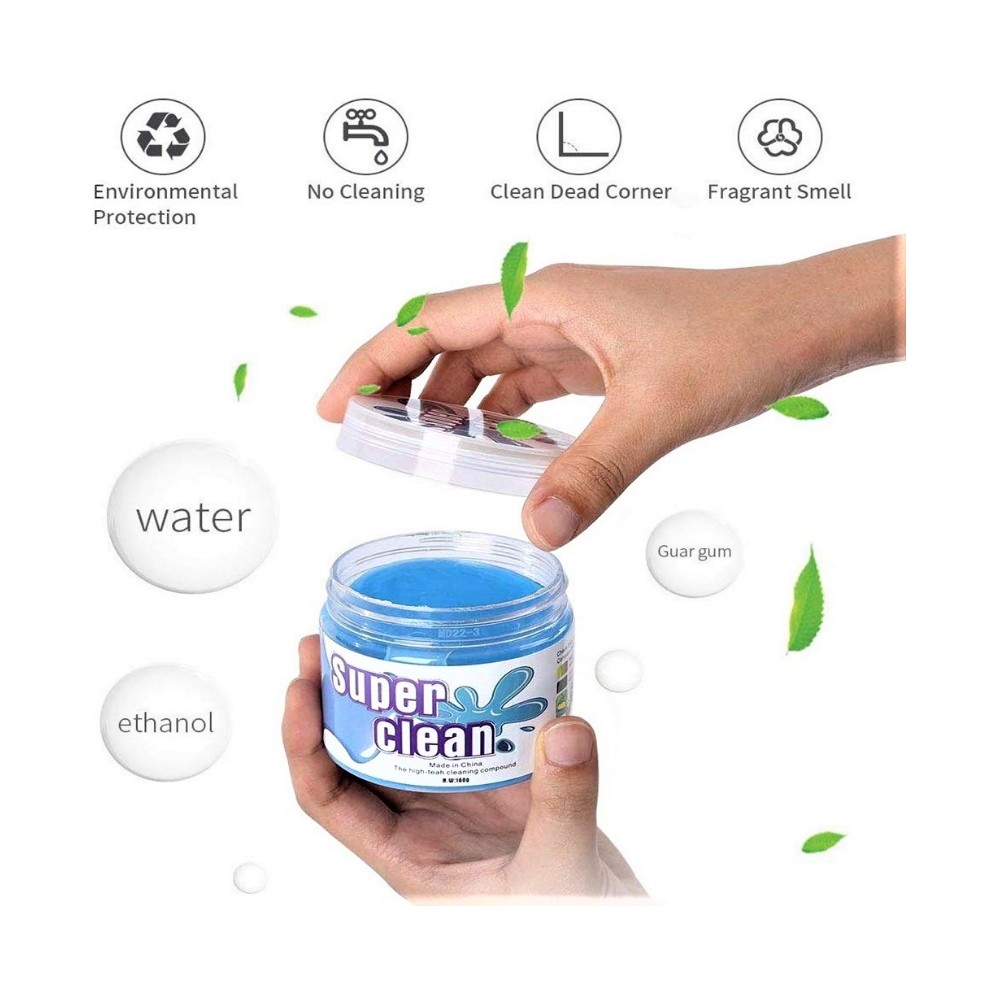 Environmental
Protection
No Cleaning
Clean Dead Corner
Fragrant Smell
water
Guar gum
ethanol
MD22-3
Super
clean
Made in China
The high-teah cleaning compound
N.W:160g